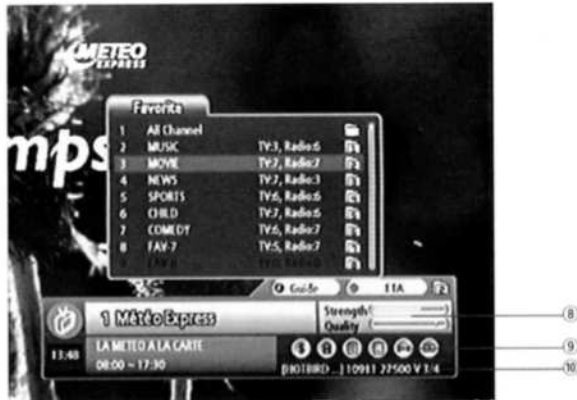 METEO
EXPRESS
mps
Favorite
1 All Channel
2 MUSIC TV:3, Radio:6
3 MOVIE TV:7, Radio:7
4 NEWS TV:7, Radio:3
5 SPORTS TV:6, Radio:6
6 CHILD TV:7, Radio:6
7 COMEDY TV:6, Radio:7
8 FAV-7 TV:5, Radio:7
Guide
1 Météo Express
Strength
Quality
⑧
13:48
LA METEO A LA CARTE
08:00 ~ 17:30
⑨
[HOTBIRD ...] 10911 27500 V 3/4
⑩